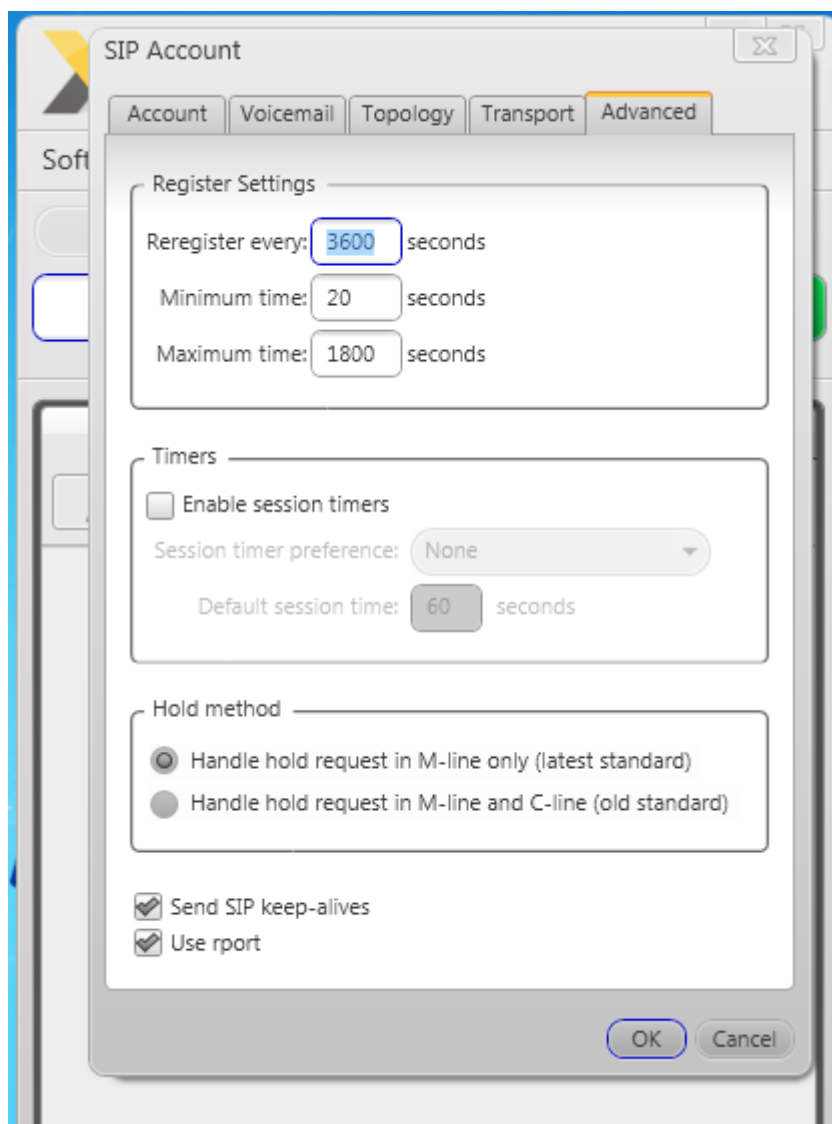 SIP Account
Account Voicemail Topology Transport Advanced
Soft
Register Settings
Reregister every: 3600 seconds
Minimum time: 20 seconds
Maximum time: 1800 seconds
Timers
Enable session timers
Session timer preference: None
Default session time: 60 seconds
Hold method
Handle hold request in M-line only (latest standard)
Handle hold request in M-line and C-line (old standard)
Send SIP keep-alives
Use rport
OK Cancel